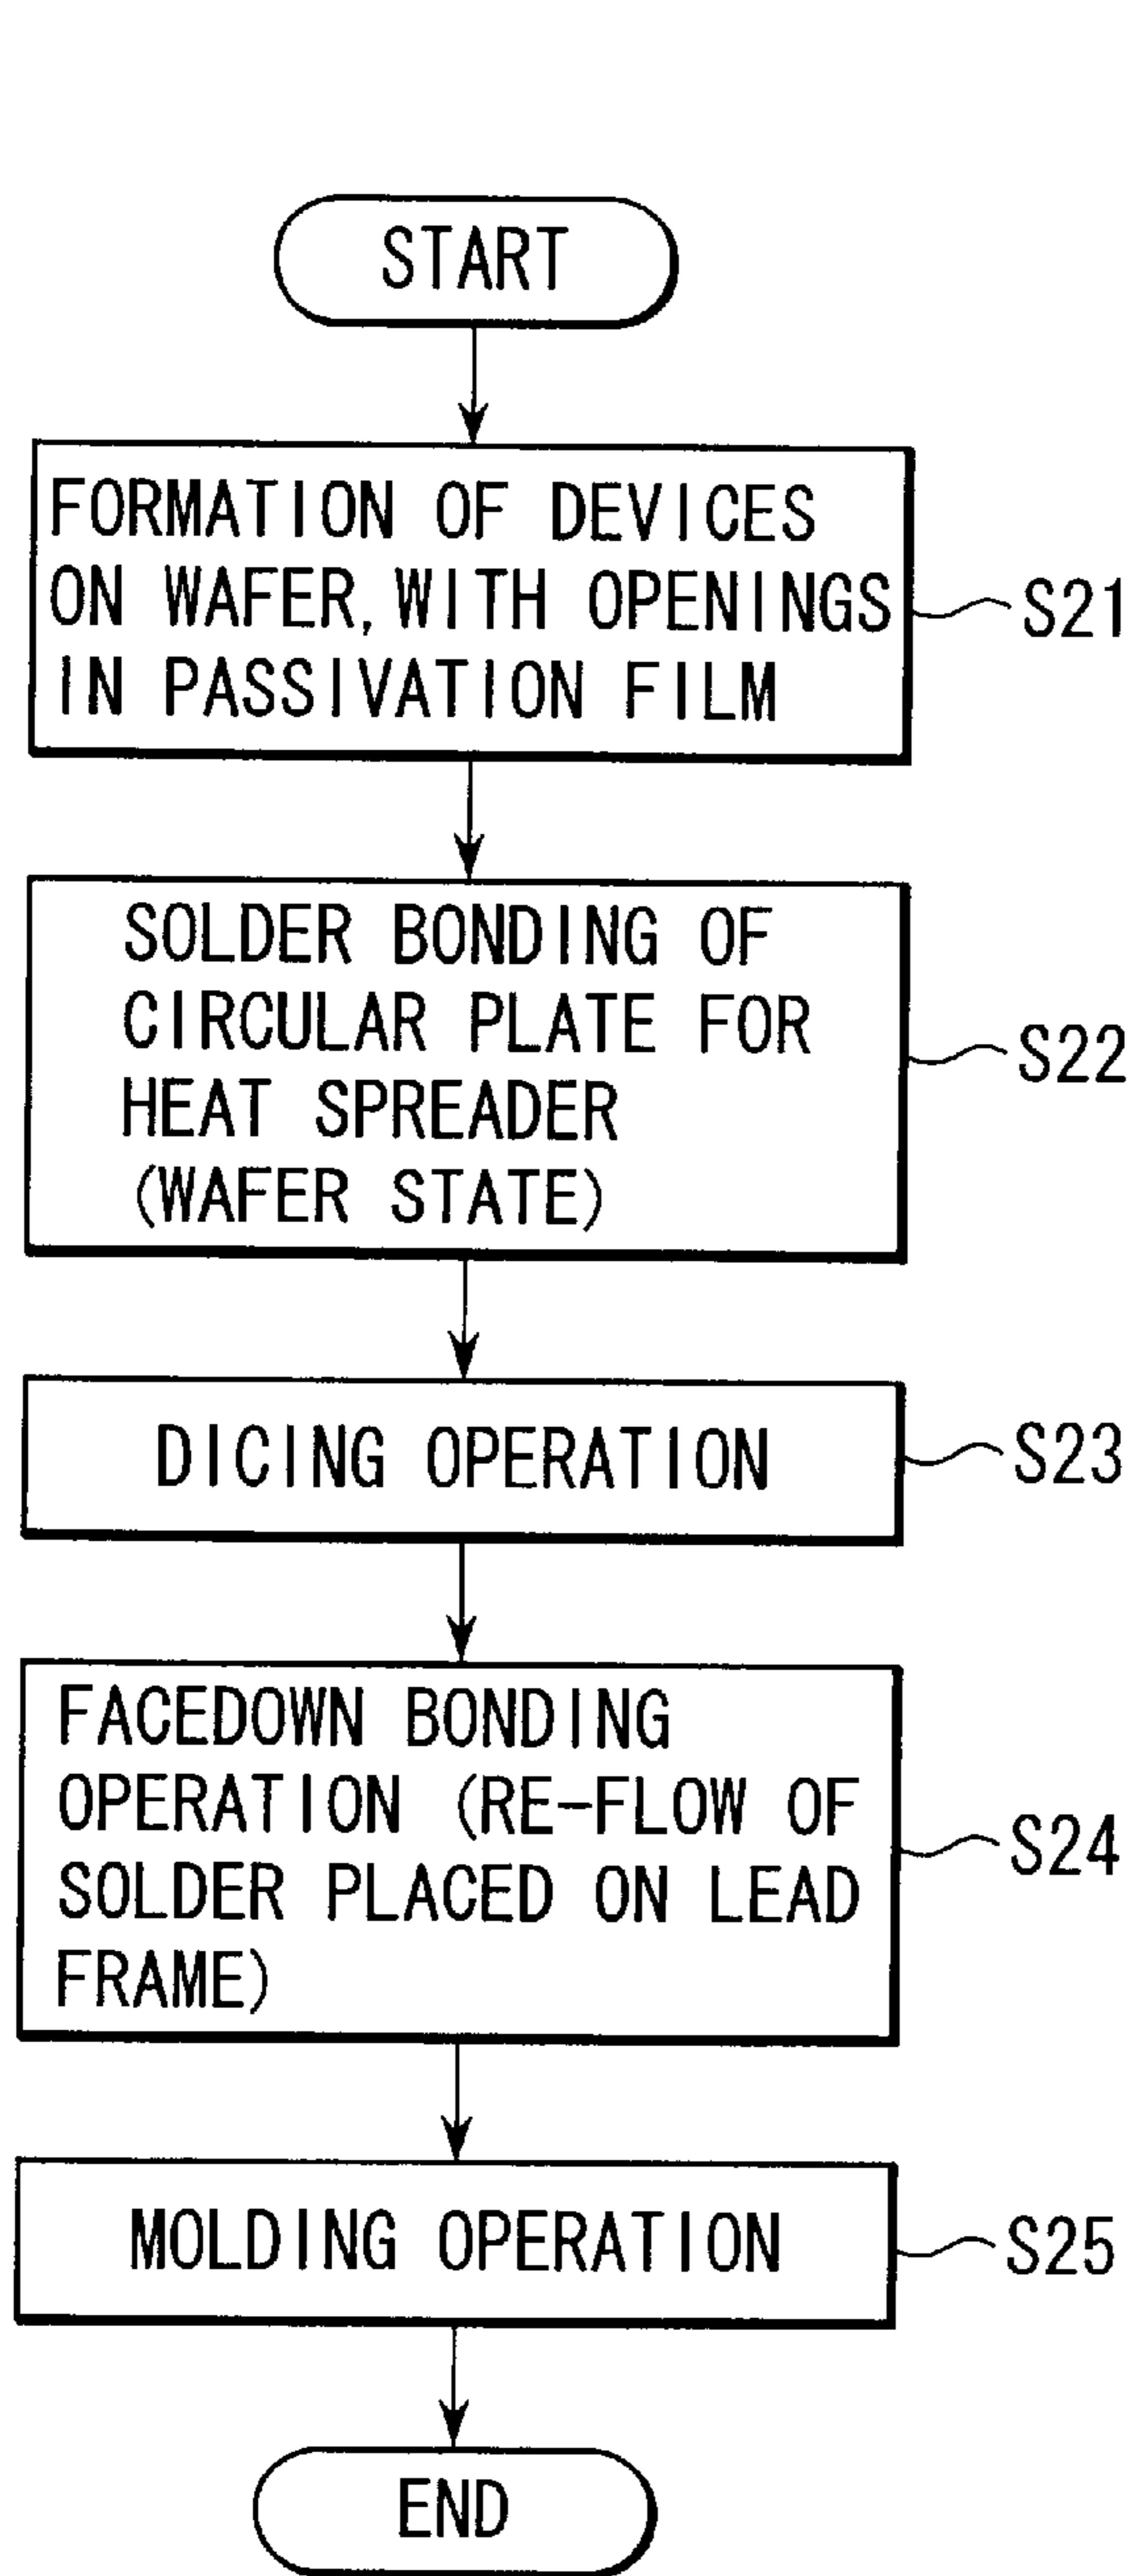 START
FORMATION OF DEVICES
ON WAFER, WITH OPENINGS
IN PASSIVATION FILM
S21
SOLDER BONDING OF
CIRCULAR PLATE FOR
HEAT SPREADER
(WAFER STATE)
S22
DICING OPERATION
S23
FACEDOWN BONDING
OPERATION (RE-FLOW OF
SOLDER PLACED ON LEAD
FRAME)
S24
MOLDING OPERATION
S25
END